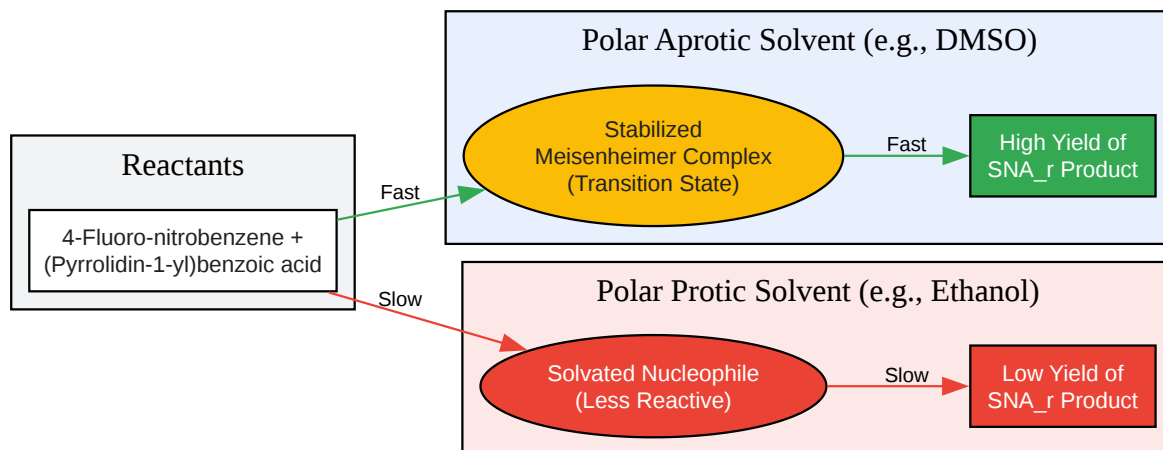 Polar Aprotic Solvent (e.g., DMSO)
Reactants
4-Fluoro-nitrobenzene +
(Pyrrolidin-1-yl)benzoic acid
Fast
Stabilized
Meisenheimer Complex
(Transition State)
Fast
High Yield of
SNA_r Product
Slow
Polar Protic Solvent (e.g., Ethanol)
Solvated Nucleophile
(Less Reactive)
Slow
Low Yield of
SNA_r Product